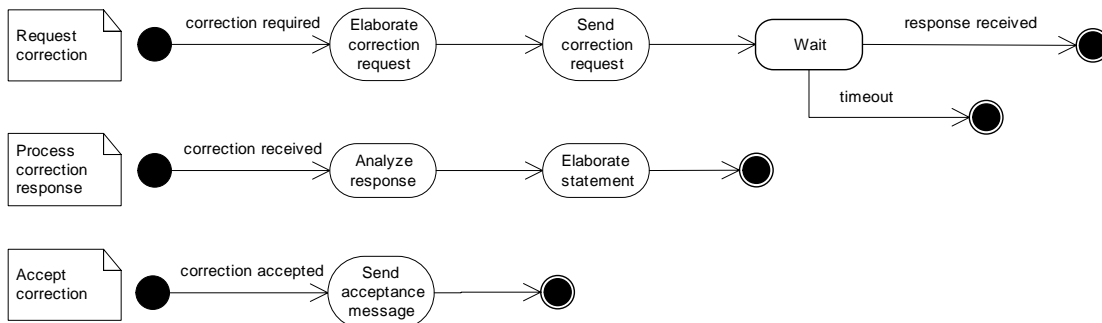 Request
correction
correction required
Elaborate
correction
request
Send
correction
request
Wait
response received
timeout
Process
correction
response
correction received
Analyze
response
Elaborate
statement
Accept
correction
correction accepted
Send
acceptance
message